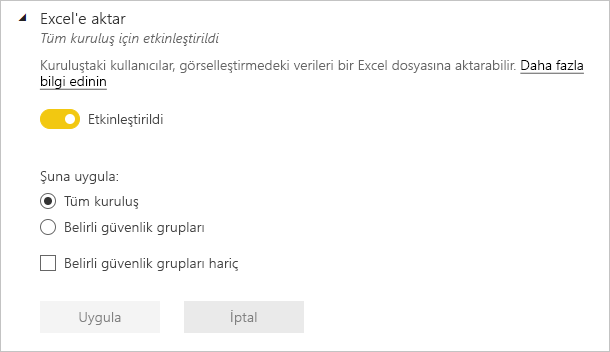 Excel'e aktar
Tüm kuruluş için etkinleştirildi
Kuruluştaki kullanıcılar, görselleştirmedeki verileri bir Excel dosyasına aktarabilir. Daha fazla
bilgi edinin
Etkinleştirildi
Şuna uygula:
Tüm kuruluş
Belirli güvenlik grupları
Belirli güvenlik grupları hariç
Uygula
İptal